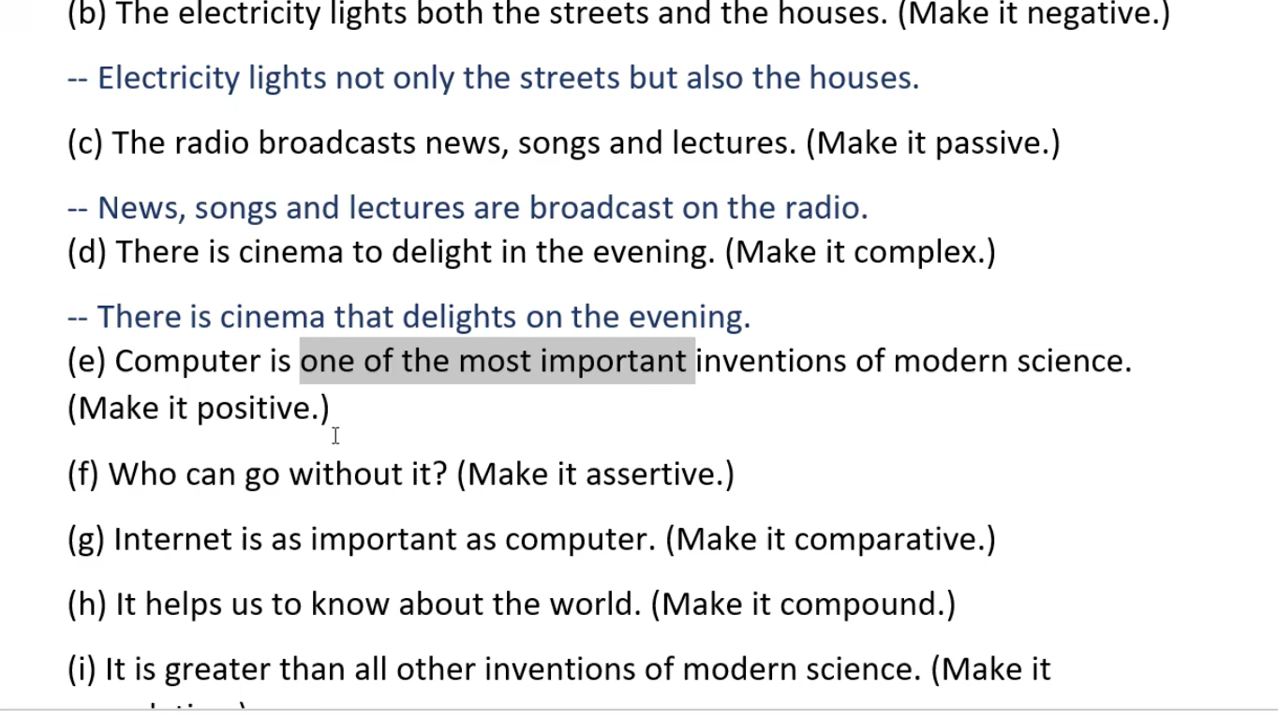 (b) The electricity lights both the streets and the houses. (Make it negative.)
-- Electricity lights not only the streets but also the houses.
(c) The radio broadcasts news, songs and lectures. (Make it passive.)
-- News, songs and lectures are broadcast on the radio.
(d) There is cinema to delight in the evening. (Make it complex.)
-- There is cinema that delights on the evening.
(e) Computer is one of the most important inventions of modern science.
(Make it positive.)
(f) Who can go without it? (Make it assertive.)
(g) Internet is as important as computer. (Make it comparative.)
(h) It helps us to know about the world. (Make it compound.)
(i) It is greater than all other inventions of modern science. (Make it